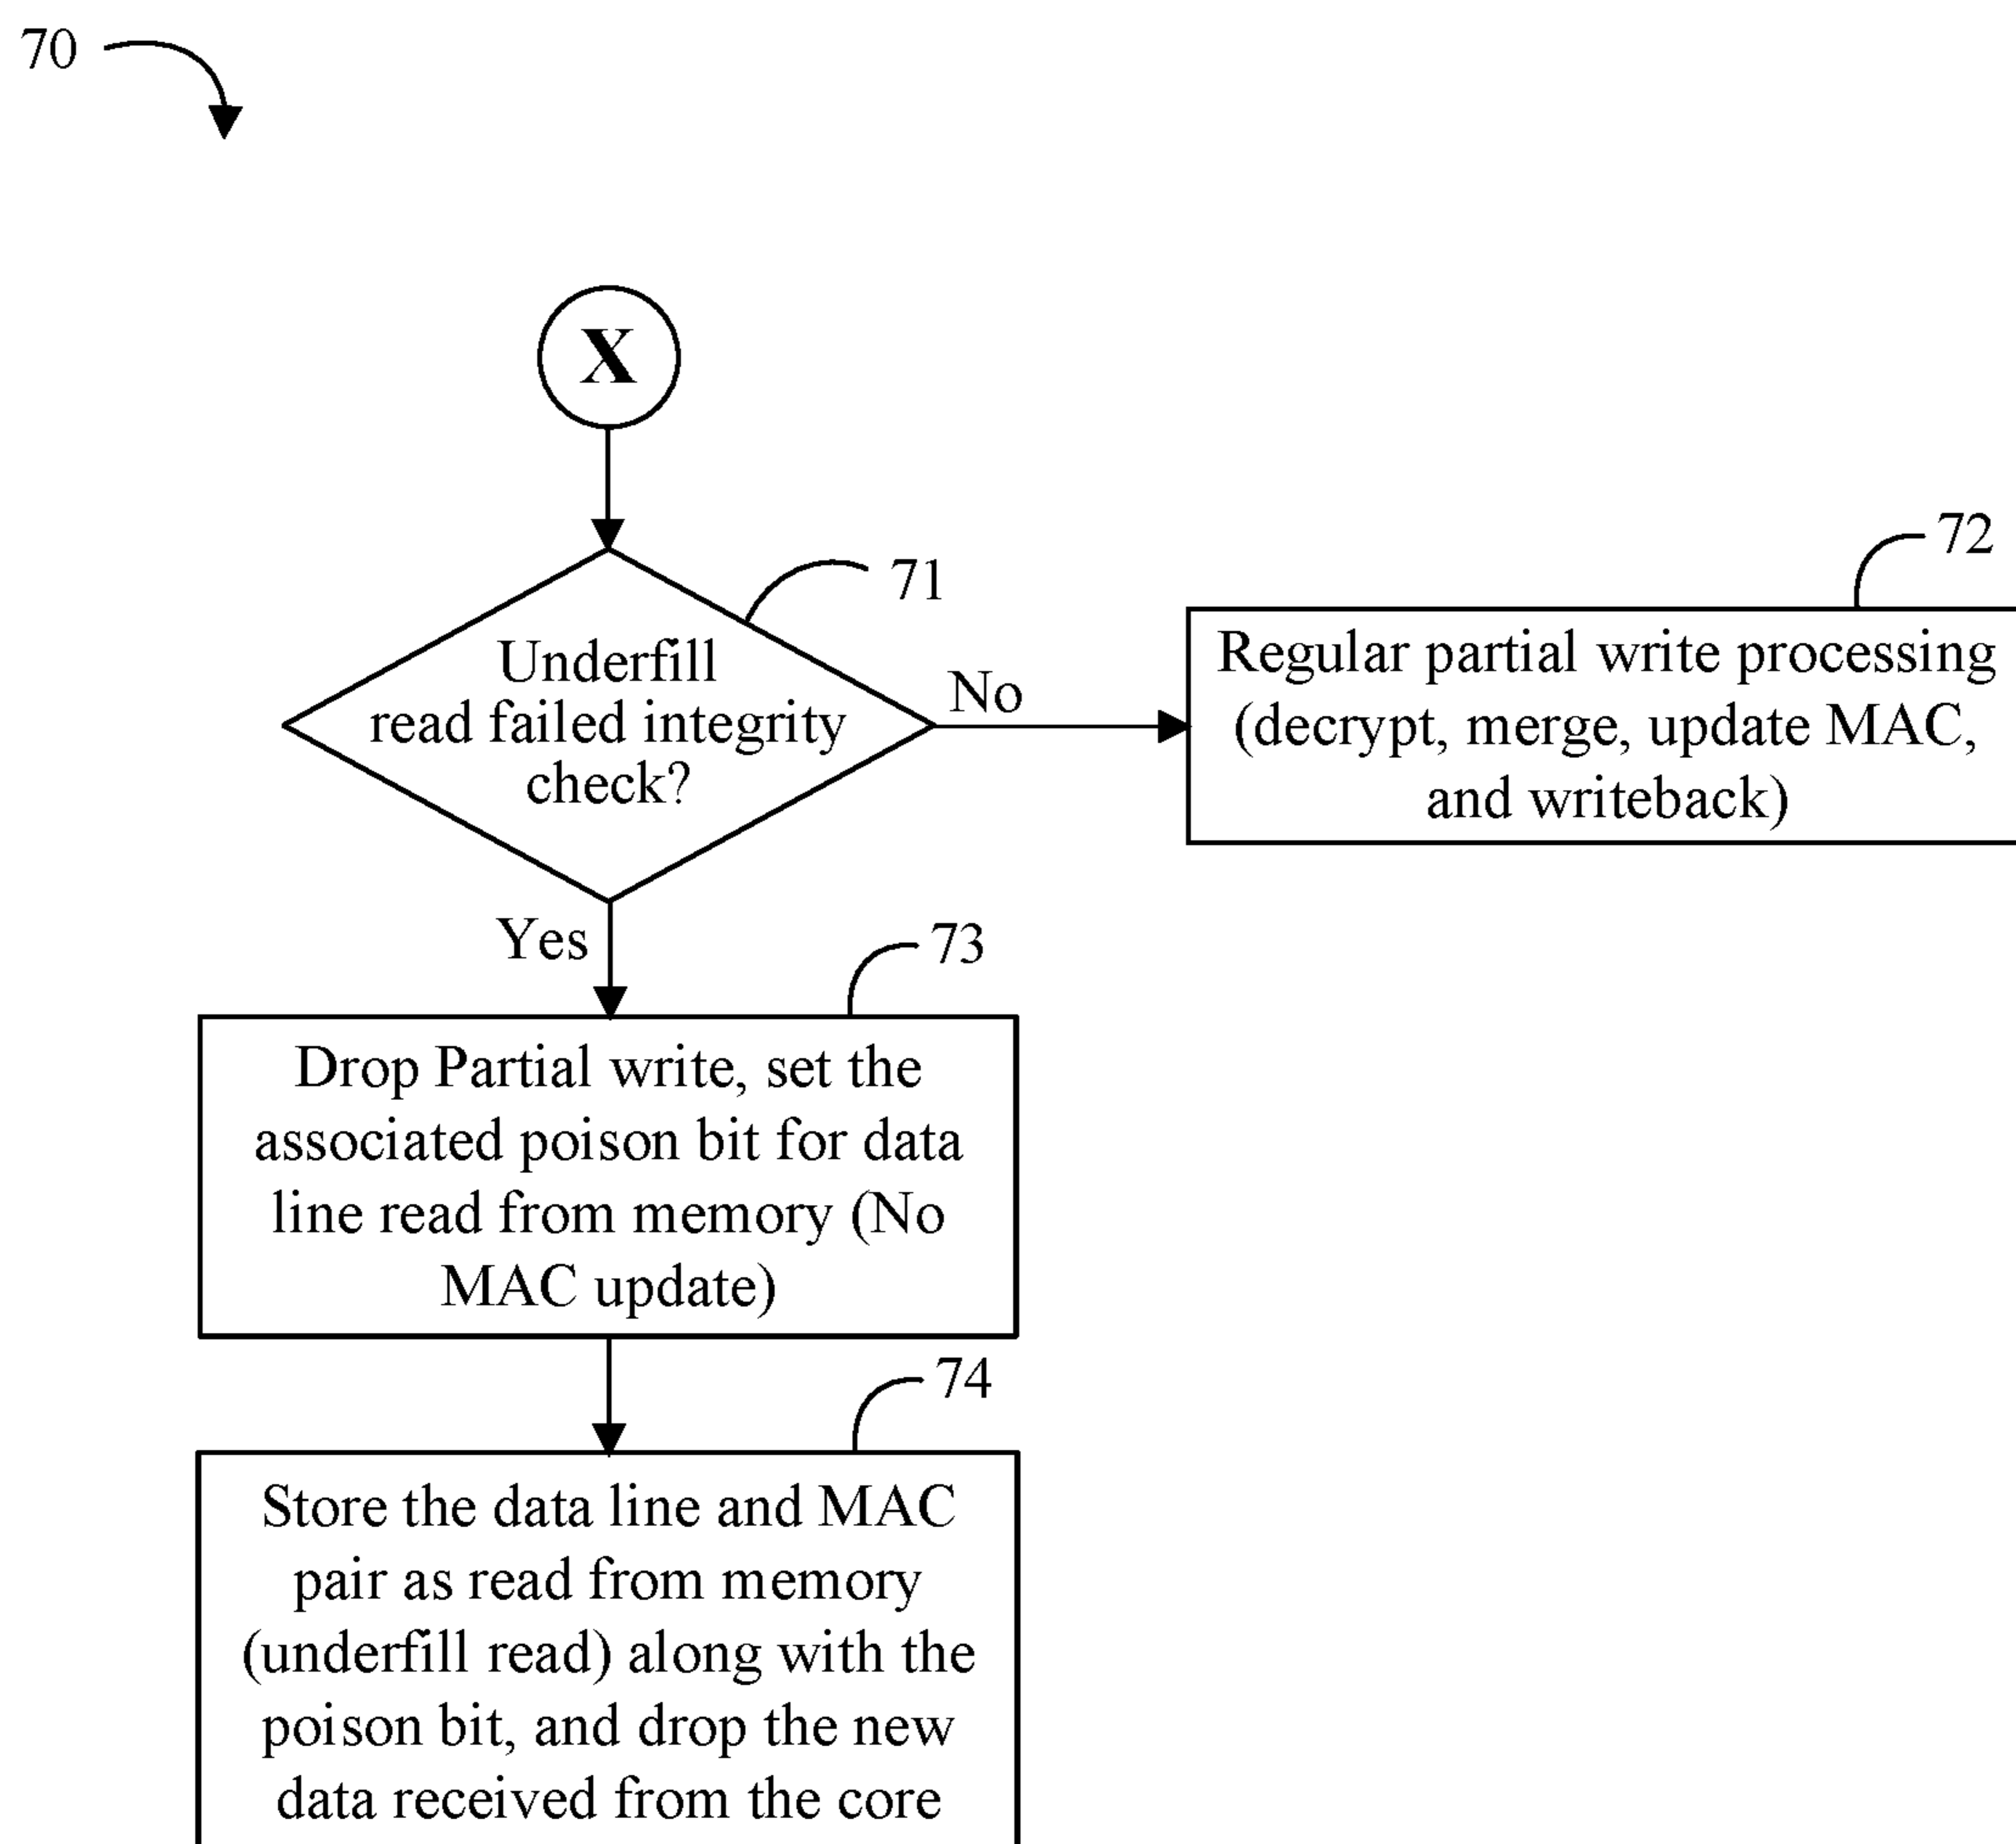 70
X
71
Underfill
read failed integrity
check?
No
72
Regular partial write processing
(decrypt, merge, update MAC,
and writeback)
Yes
73
Drop Partial write, set the
associated poison bit for data
line read from memory (No
MAC update)
74
Store the data line and MAC
pair as read from memory
(underfill read) along with the
poison bit, and drop the new
data received from the core